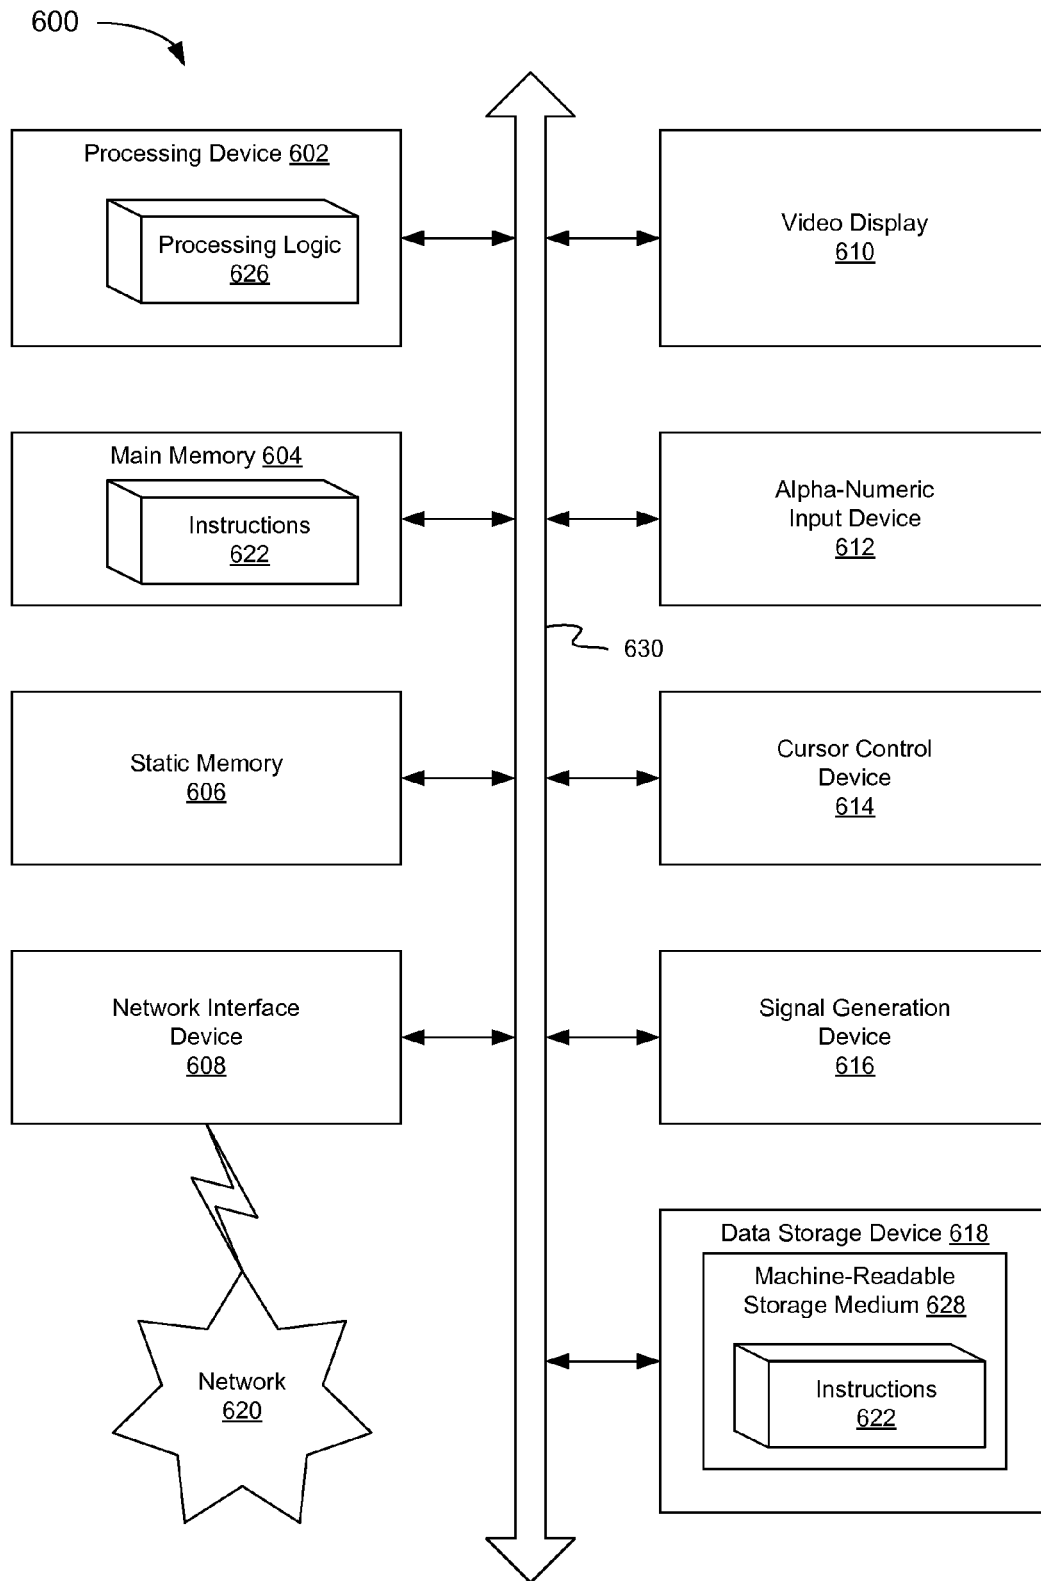 600
Processing Device 602
Processing Logic
626
Video Display
610
Main Memory 604
Instructions
622
Alpha-Numeric
Input Device
612
630
Static Memory
606
Cursor Control
Device
614
Network Interface
Device
608
Signal Generation
Device
616
Data Storage Device 618
Machine-Readable
Storage Medium 628
Instructions
622
Network
620